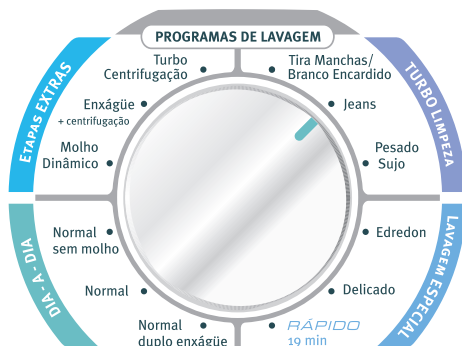 PROGRAMAS DE LAVAGEM
ETAPAS EXTRAS
Turbo
Centrifugação
Enxágüe
+ centrifugação
Molho
Dinâmico
TURBO LIMPEZA
Tira Manchas/
Branco Encardido
Jeans
Pesado
Sujo
DIA - A - DIA
Normal
sem molho
Normal
Normal
duplo enxágüe
LAVAGEM ESPECIAL
Edredon
Delicado
RÁPIDO
19 min